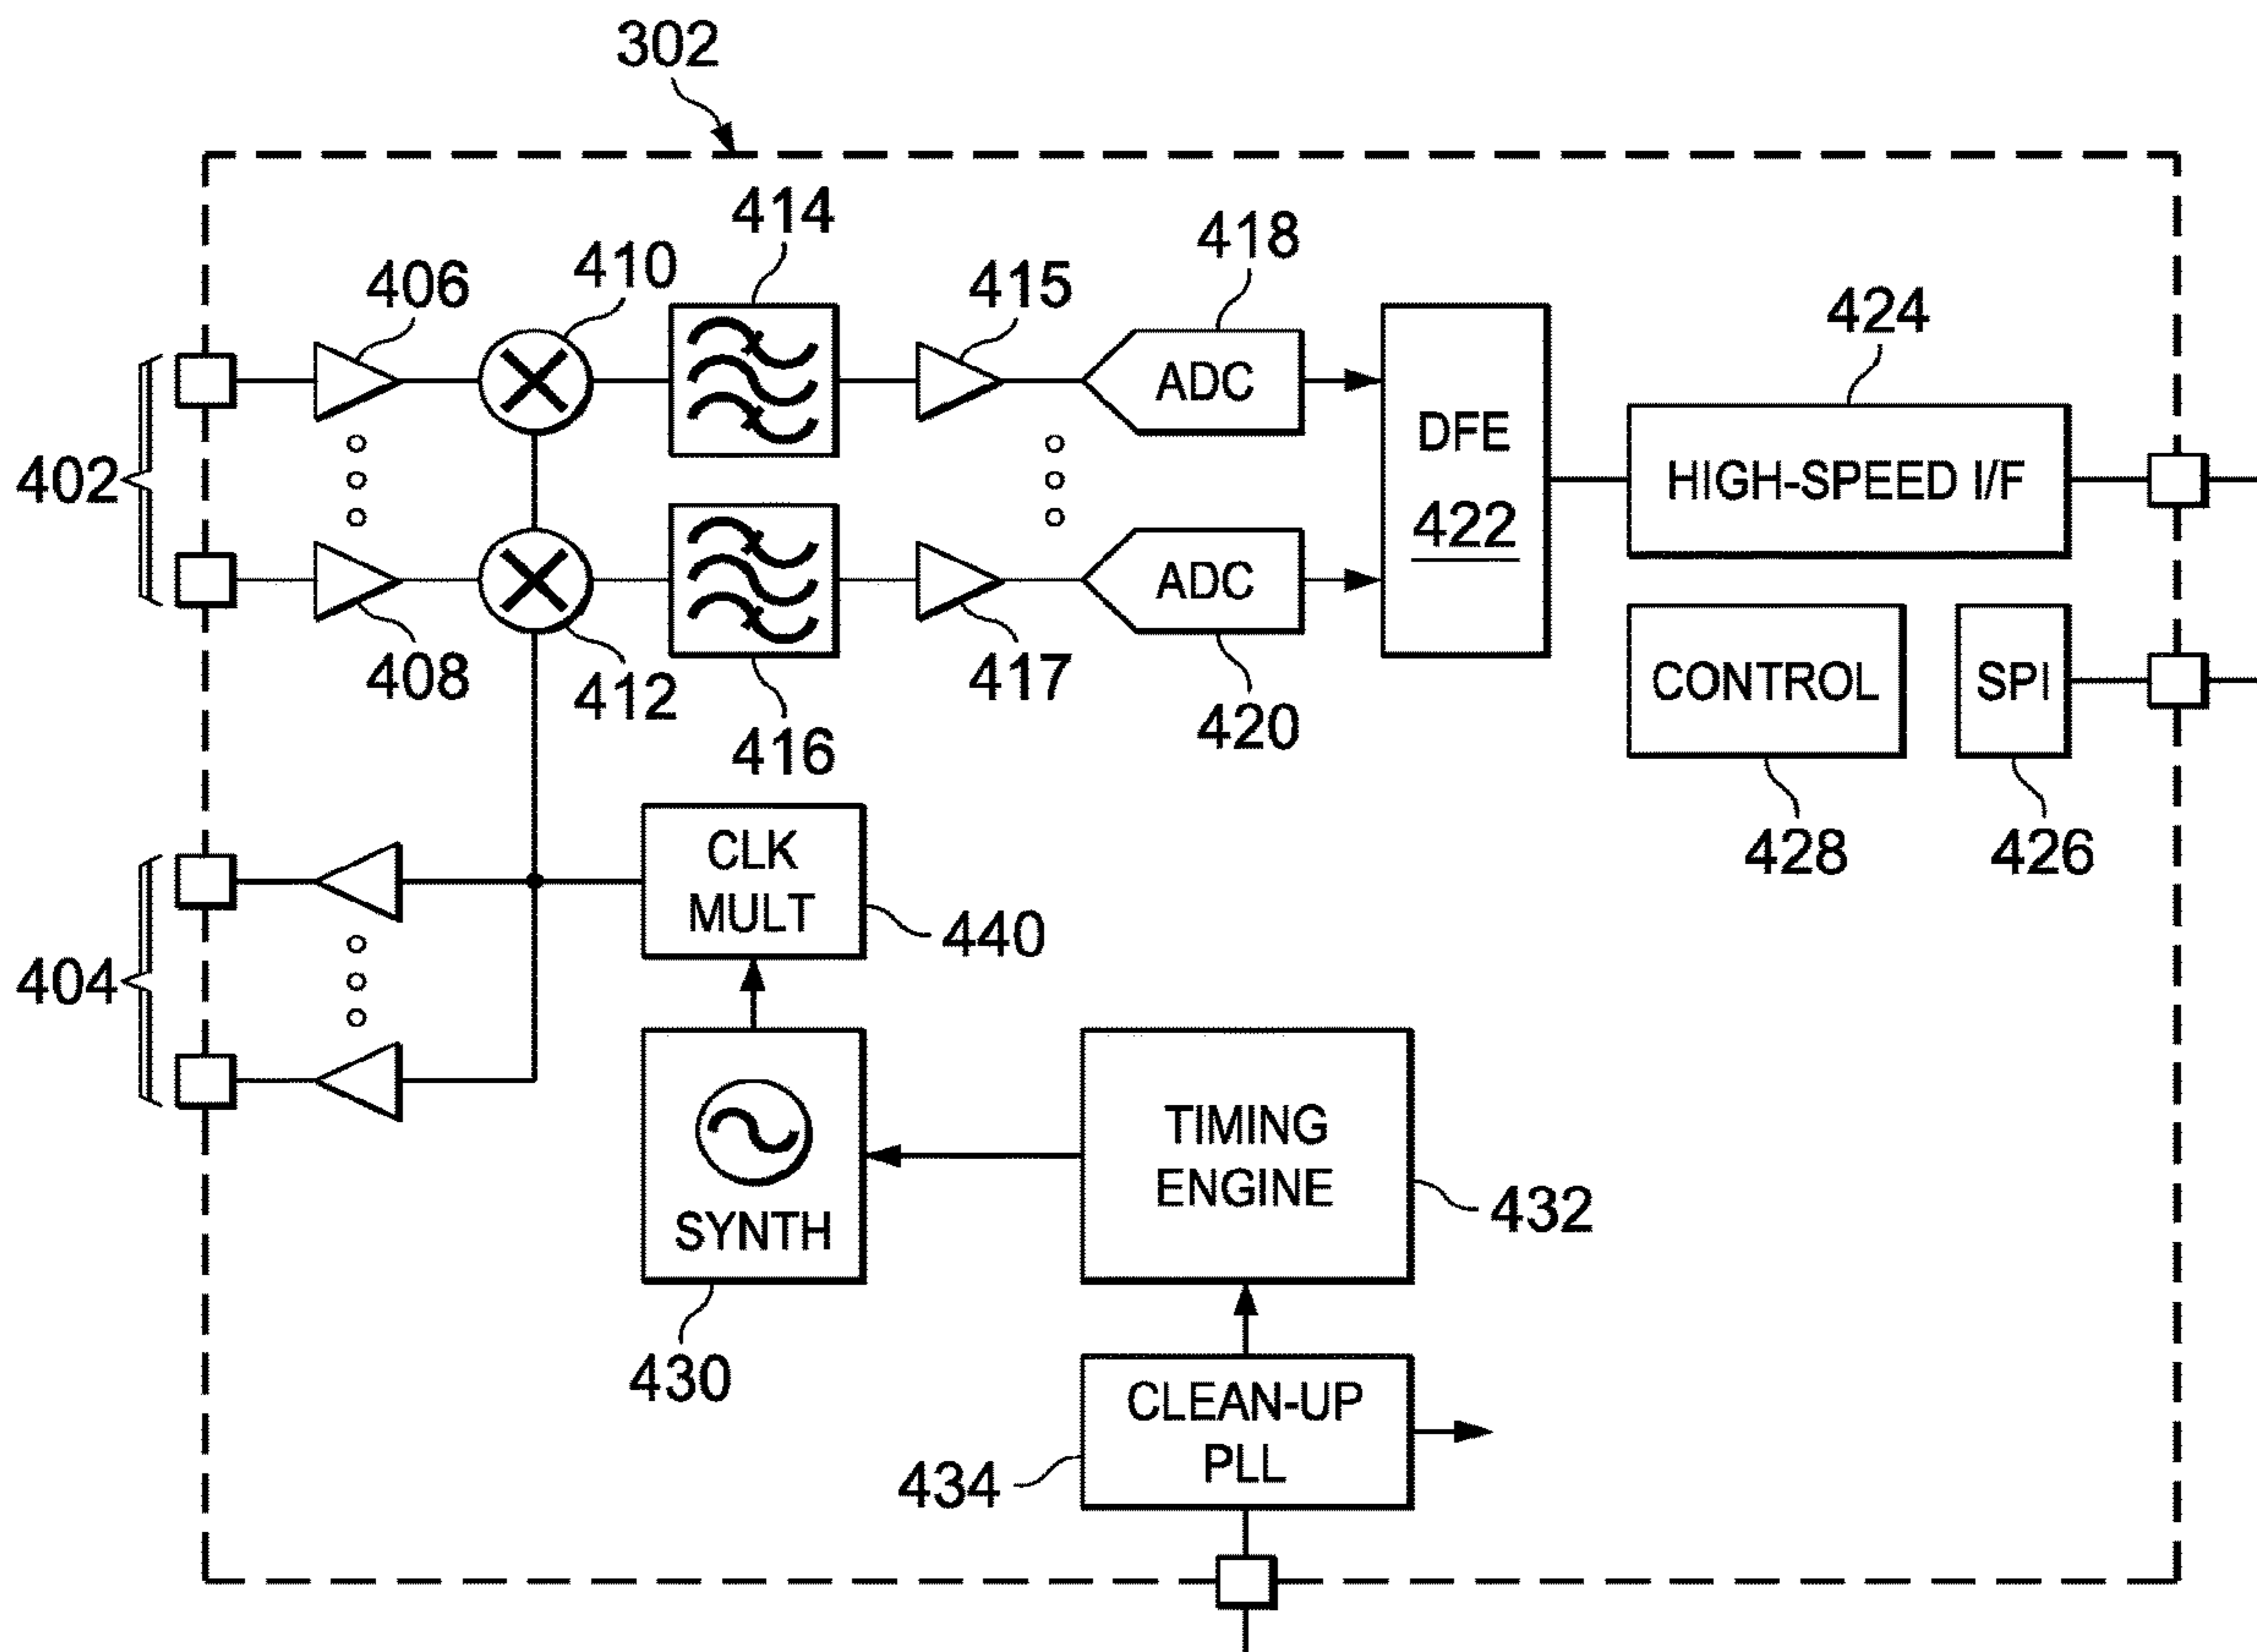 302
414
418
410
406
415
424
ADC
DFE
422
HIGH-SPEED I/F
402
ADC
CONTROL
SPI
408
412
417
420
416
428
426
CLK
MULT
440
404
TIMING
ENGINE
SYNTH
432
430
CLEAN-UP
PLL
434